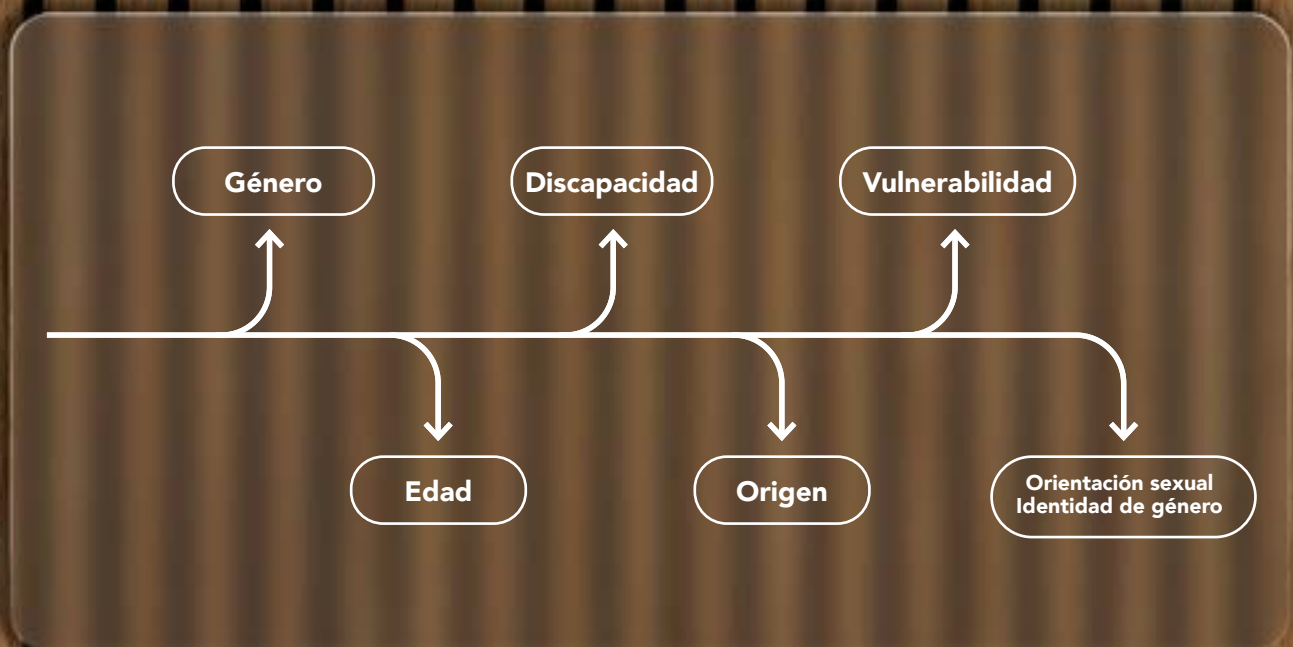 Género
Discapacidad
Vulnerabilidad
Edad
Origen
Orientación sexual
Identidad de género